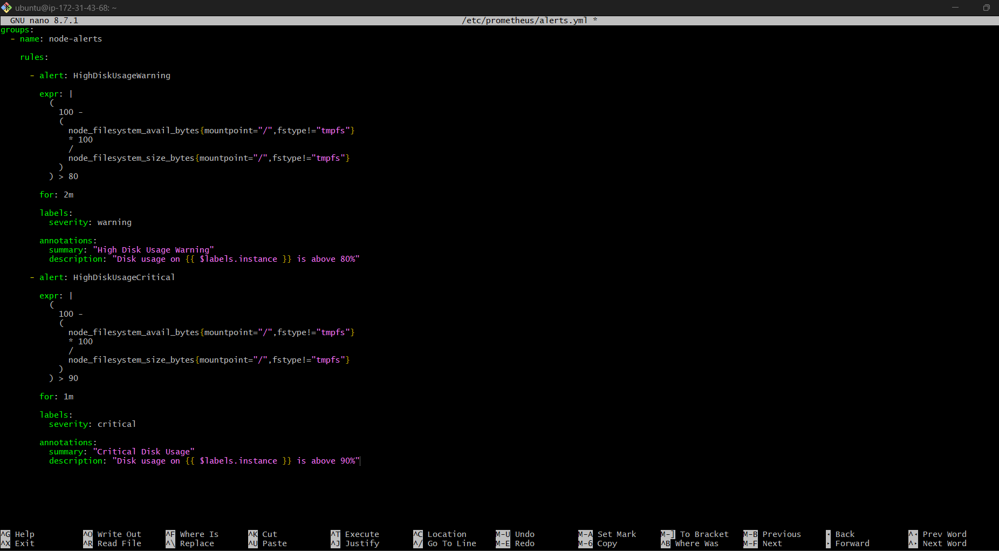 ubuntu@ip-172-31-43-68: ~
GNU nano 8.7.1 /etc/prometheus/alerts.yml *
groups:
  - name: node-alerts

    rules:

      - alert: HighDiskUsageWarning

        expr: |
          (
            100 -
            (
              node_filesystem_avail_bytes{mountpoint="/",fstype!="tmpfs"}
              * 100
              /
              node_filesystem_size_bytes{mountpoint="/",fstype!="tmpfs"}
            )
          ) > 80

        for: 2m

        labels:
          severity: warning

        annotations:
          summary: "High Disk Usage Warning"
          description: "Disk usage on {{ $labels.instance }} is above 80%"

      - alert: HighDiskUsageCritical

        expr: |
          (
            100 -
            (
              node_filesystem_avail_bytes{mountpoint="/",fstype!="tmpfs"}
              * 100
              /
              node_filesystem_size_bytes{mountpoint="/",fstype!="tmpfs"}
            )
          ) > 90

        for: 1m

        labels:
          severity: critical

        annotations:
          summary: "Critical Disk Usage"
          description: "Disk usage on {{ $labels.instance }} is above 90%"

^G Help ^O Write Out ^F Where Is ^K Cut ^T Execute ^C Location M-U Undo M-A Set Mark M-] To Bracket M-B Previous ◂ Back ^◂ Prev Word
^X Exit ^R Read File ^\ Replace ^U Paste ^J Justify ^/ Go To Line M-E Redo M-6 Copy ^B Where Was M-F Next ▸ Forward ^▸ Next Word